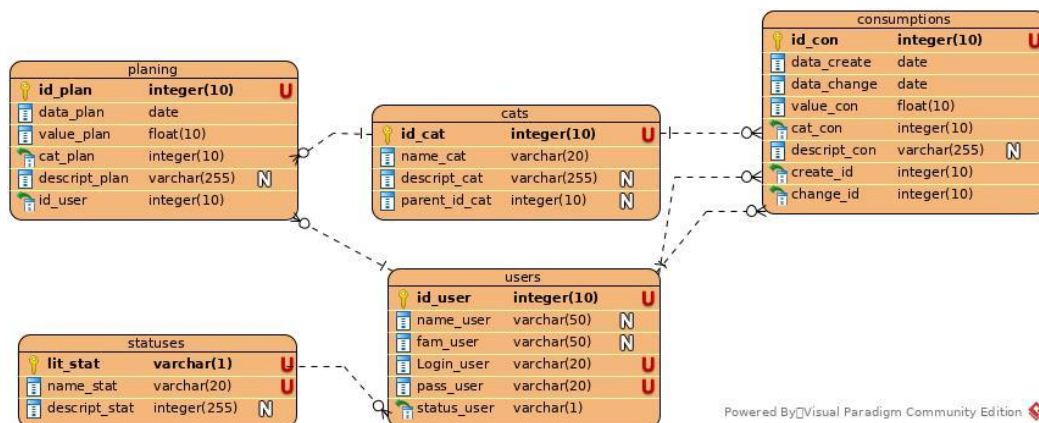 planing
id_plan integer(10) U
data_plan date
value_plan float(10)
cat_plan integer(10)
descript_plan varchar(255) N
id_user integer(10)
cats
id_cat integer(10) U
name_cat varchar(20)
descript_cat varchar(255) N
parent_id_cat integer(10) N
consumptions
id_con integer(10) U
data_create date
data_change date
value_con float(10)
cat_con integer(10)
descript_con varchar(255) N
create_id integer(10)
change_id integer(10)
statuses
lit_stat varchar(1) U
name_stat varchar(20) U
descript_stat integer(255) N
users
id_user integer(10) U
name_user varchar(50) N
fam_user varchar(50) N
Login_user varchar(20) U
pass_user varchar(20) U
status_user varchar(1)
Powered By Visual Paradigm Community Edition